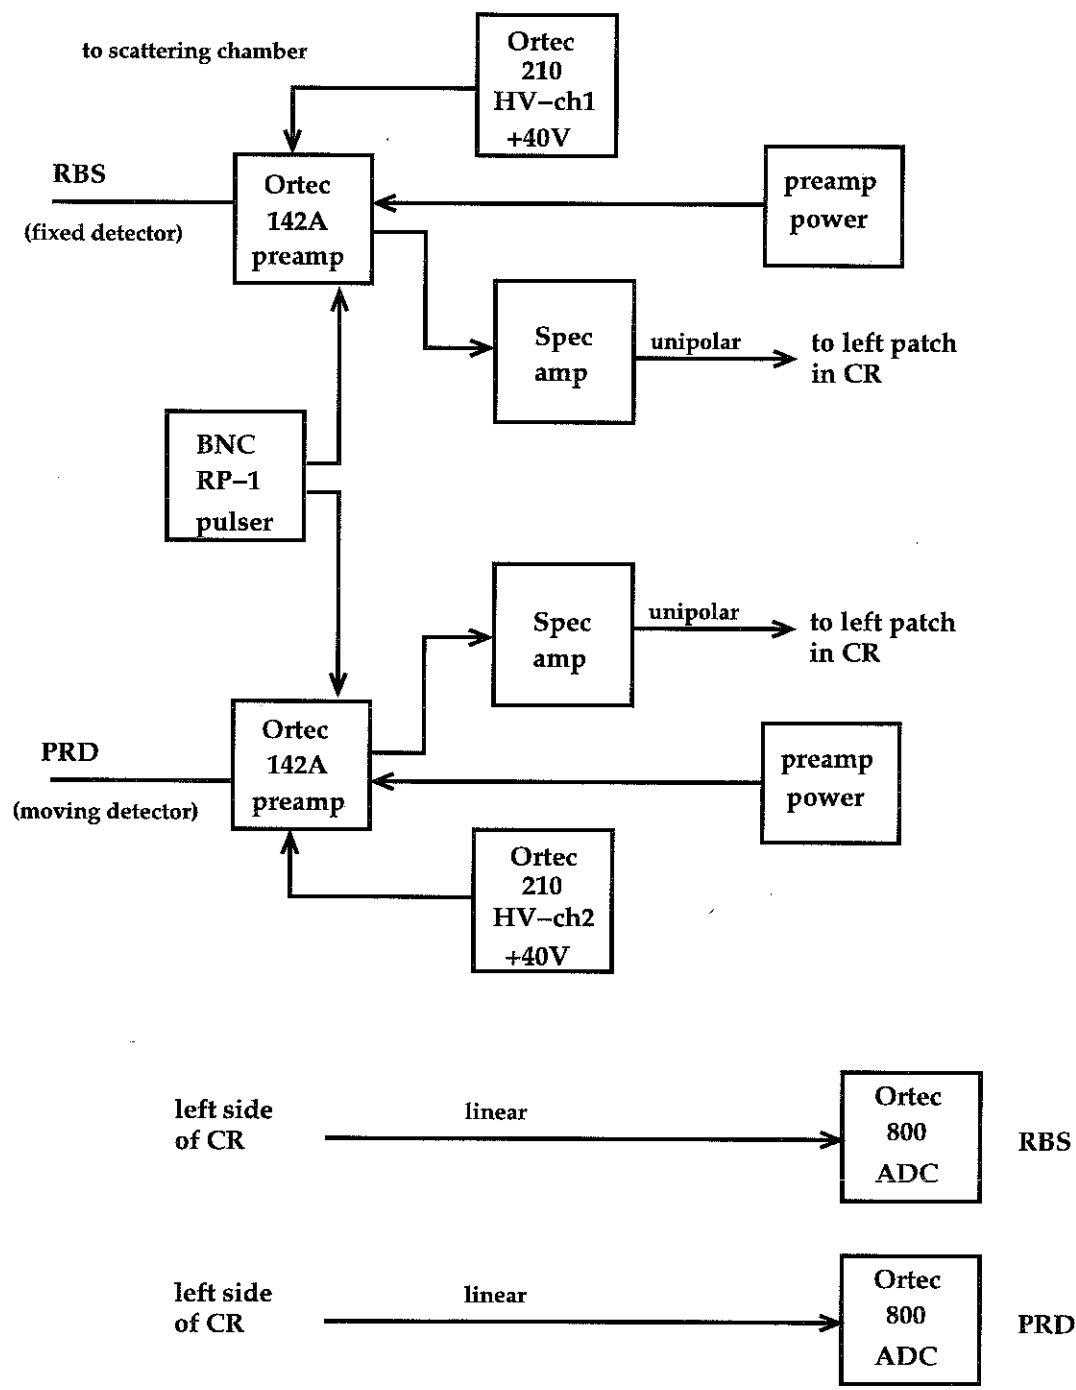 to scattering chamber
Ortec
210
HV–ch1
+40V
RBS
(fixed detector)
Ortec
142A
preamp
preamp
power
Spec
amp
unipolar
to left patch
in CR
BNC
RP–1
pulser
Spec
amp
unipolar
to left patch
in CR
PRD
(moving detector)
Ortec
142A
preamp
preamp
power
Ortec
210
HV–ch2
+40V
left side
of CR
linear
Ortec
800
ADC
RBS
left side
of CR
linear
Ortec
800
ADC
PRD